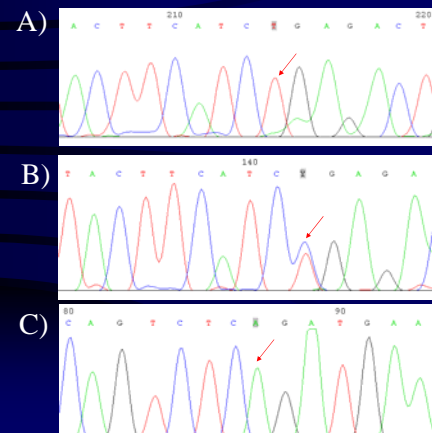 A)
210 220
A C T T C A T C T G A G A C T
B)
140
T A C T T C A T C Y G A G A
C)
80 90
C A G T C T C A G A T G A A